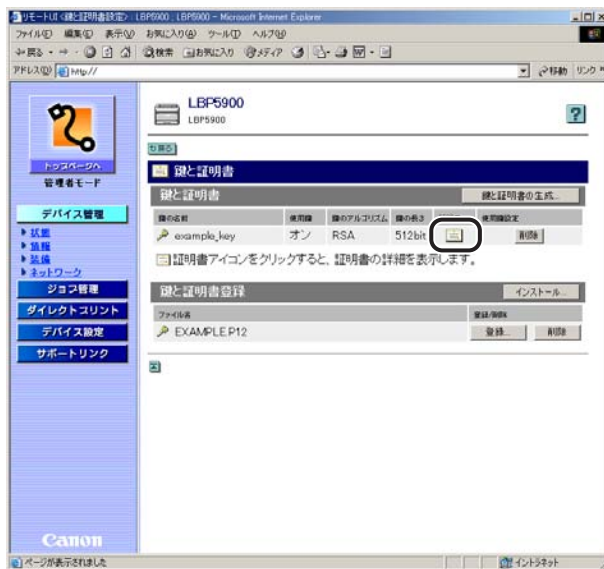 リモートUI <鍵と証明書設定> : LBP5900 : LBP5900 - Microsoft Internet Explorer
ファイル(F) 編集(E) 表示(V) お気に入り(A) ツール(T) ヘルプ(H)
戻る 検索 お気に入り メディア
アドレス(D) http:// 移動 リンク
LBP5900
LBP5900
戻る
トップページへ
管理者モード
デバイス管理
状態
情報
装備
ネットワーク
ジョブ管理
ダイレクトプリント
デバイス設定
サポートリンク
Canon
鍵と証明書
鍵と証明書 鍵と証明書の生成...
鍵の名前 使用鍵 鍵のアルゴリズム 鍵の長さ 使用鍵設定
example_key オン RSA 512bit 削除
証明書アイコンをクリックすると、証明書の詳細を表示します。
鍵と証明書登録 インストール...
ファイル名 登録/削除
EXAMPLE.P12 登録... 削除
ページが表示されました イントラネット